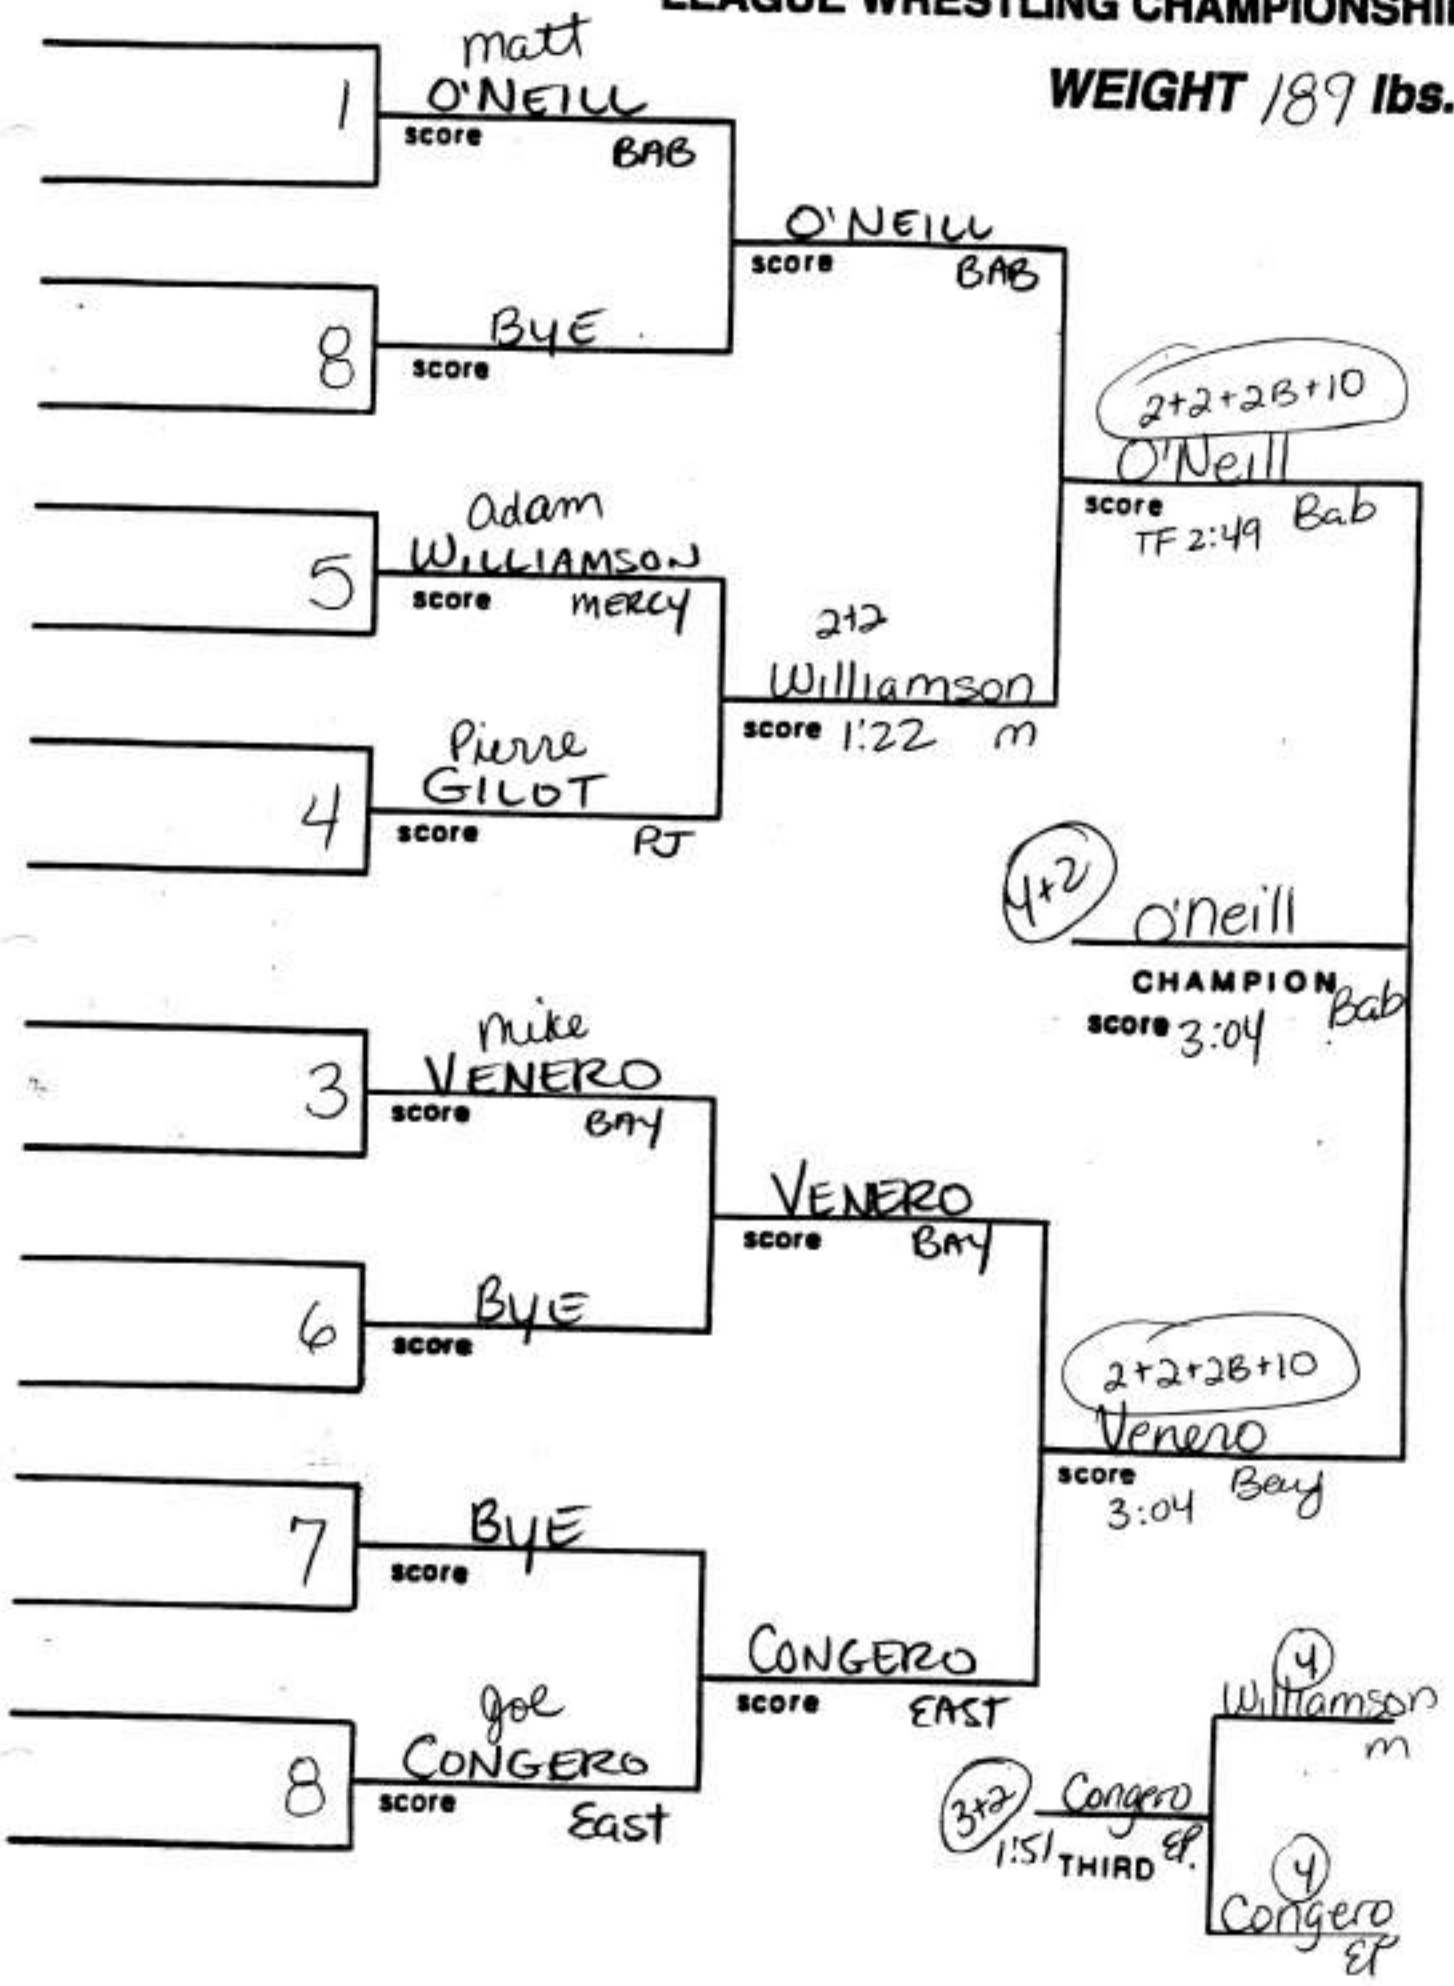 LEAGUE WRESTLING CHAMPIONSHI
WEIGHT 189 lbs.
1
matt
O'NEILL
score
BAB
8
BYE
score
O'NEILL
score
BAB
5
adam
WILLIAMSON
score
MERCY
4
Pierre
GILOT
score
PJ
2+2
Williamson
score 1:22
m
2+2+2B+10
O'Neill
score
Bab
TF 2:49
4+2
O'neill
CHAMPION
Bab
score 3:04
3
mike
VENERO
score
BAY
6
BYE
score
VENERO
score
BAY
7
BYE
score
8
Joe
CONGERO
score
East
CONGERO
score
EAST
2+2+2B+10
Venero
score
Bay
3:04
4
Williamson
m
3+2
Congero
EP.
1:51
THIRD
4
Congero
EP